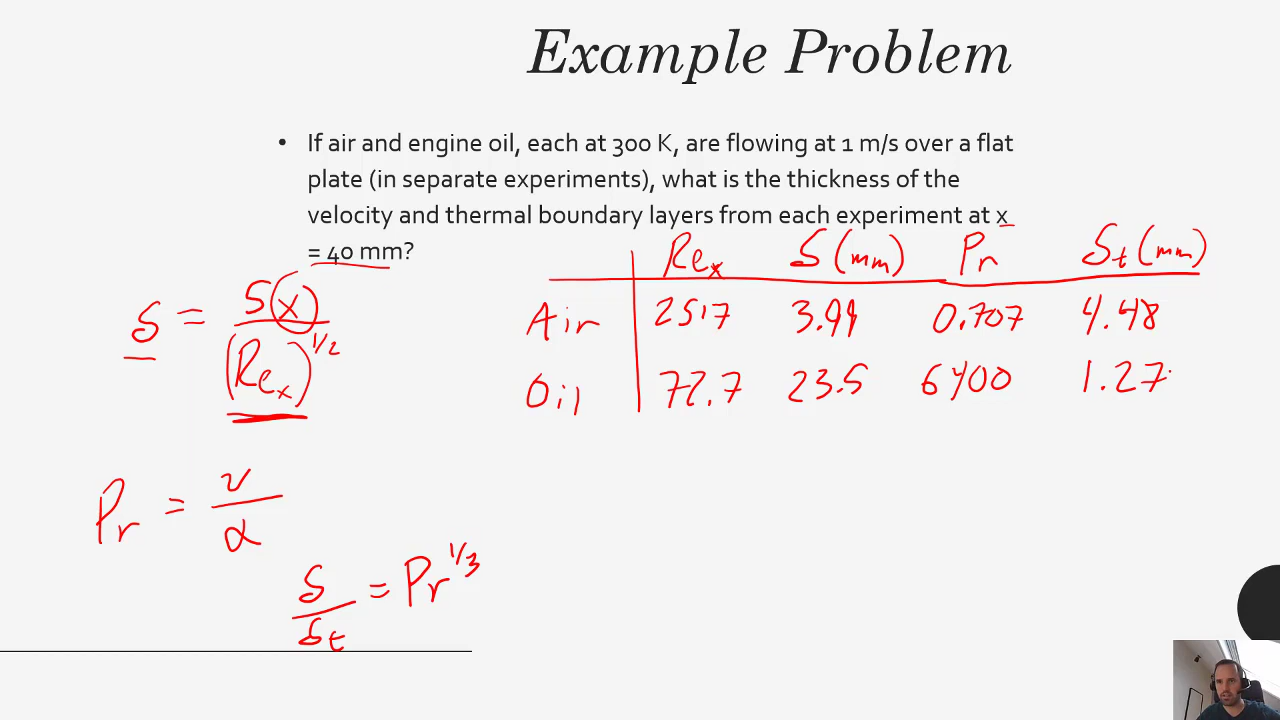 Example Problem
• If air and engine oil, each at 300 K, are flowing at 1 m/s over a flat
plate (in separate experiments), what is the thickness of the
velocity and thermal boundary layers from each experiment at x
= 40 mm?
Re_x δ(mm) Pr δ_t(mm)
Air 2517 3.99 0.707 4.48
Oil 72.7 23.5 6400 1.27
δ = 5(x) / (Re_x)^1/2
Pr = ν / α
δ / δ_t = Pr^1/3